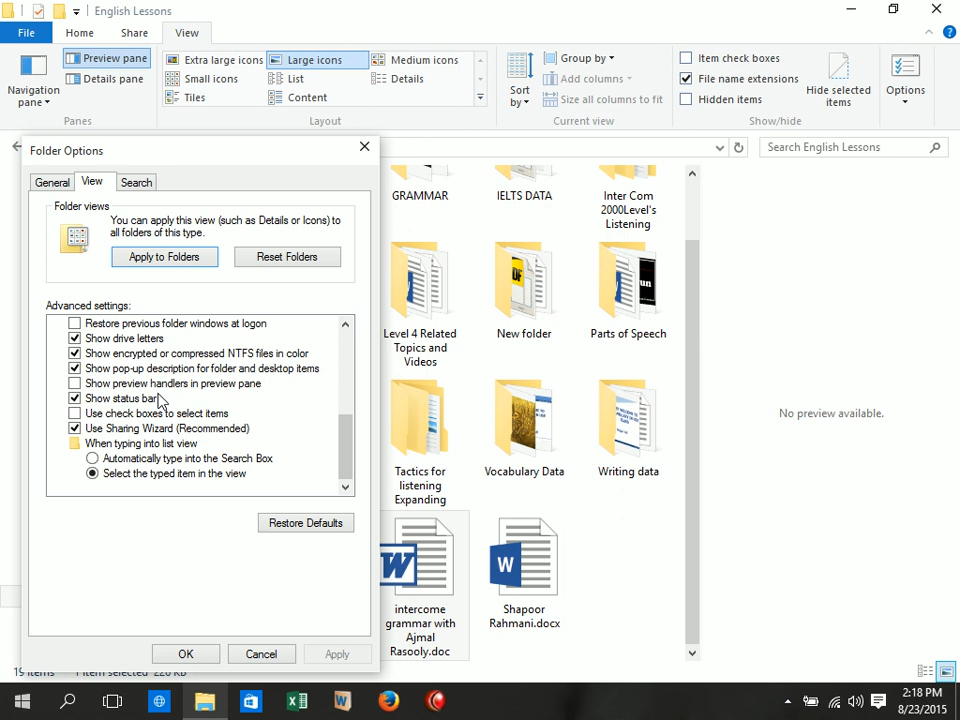 English Lessons
File
Home
Share
View
Navigation
pane
Preview pane
Details pane
Panes
Extra large icons
Large icons
Medium icons
Small icons
List
Details
Tiles
Content
Layout
Sort
by
Group by
Add columns
Size all columns to fit
Current view
Item check boxes
File name extensions
Hidden items
Hide selected
items
Show/hide
Options
Search English Lessons
Folder Options
General
View
Search
Folder views
You can apply this view (such as Details or Icons) to
all folders of this type.
Apply to Folders
Reset Folders
Advanced settings:
Restore previous folder windows at logon
Show drive letters
Show encrypted or compressed NTFS files in color
Show pop-up description for folder and desktop items
Show preview handlers in preview pane
Show status bar
Use check boxes to select items
Use Sharing Wizard (Recommended)
When typing into list view
Automatically type into the Search Box
Select the typed item in the view
Restore Defaults
OK
Cancel
Apply
GRAMMAR
IELTS DATA
Inter Com
2000Level's
Listening
Level 4 Related
Topics and
Videos
New folder
Parts of Speech
Tactics for
listening
Expanding
Vocabulary Data
Writing data
intercome
grammar with
Ajmal
Rasooly.doc
Shapoor
Rahmani.docx
No preview available.
19 items
2:18 PM
8/23/2015